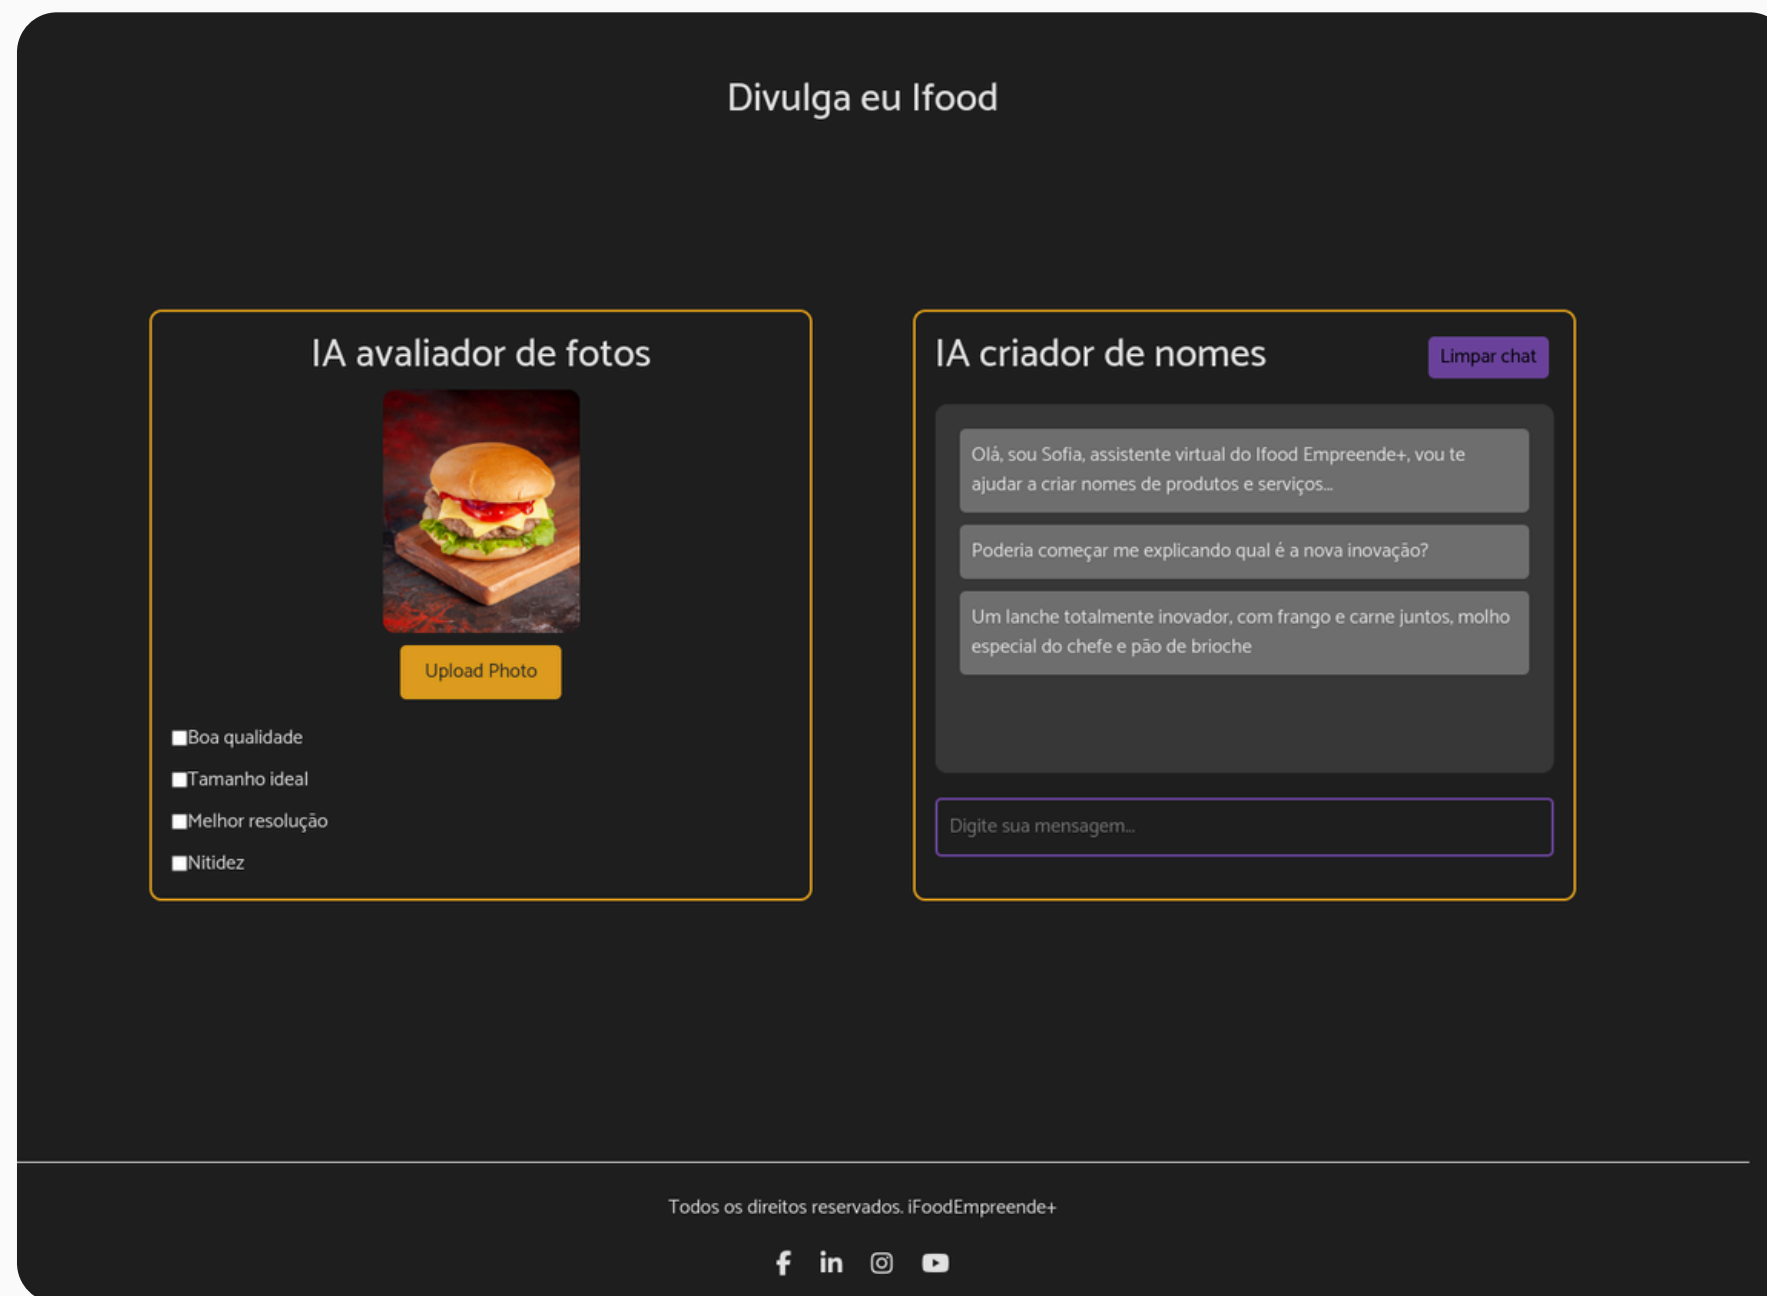 Divulga eu Ifood
IA avaliador de fotos
Upload Photo
Boa qualidade
Tamanho ideal
Melhor resolução
Nitidez
IA criador de nomes
Limpar chat
Olá, sou Sofia, assistente virtual do Ifood Empreende+, vou te
ajudar a criar nomes de produtos e serviços...
Poderia começar me explicando qual é a nova inovação?
Um lanche totalmente inovador, com frango e carne juntos, molho
especial do chefe e pão de brioche
Digite sua mensagem...
Todos os direitos reservados. iFoodEmpreende+